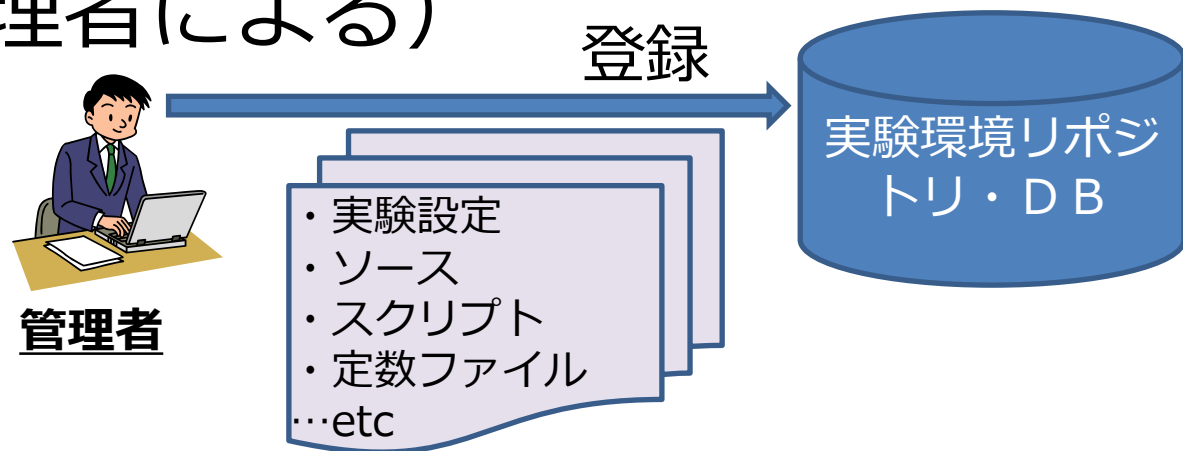 理者による）
登録
実験環境リポジ
トリ・ＤＢ
・実験設定
・ソース
・スクリプト
・定数ファイル
…etc
管理者